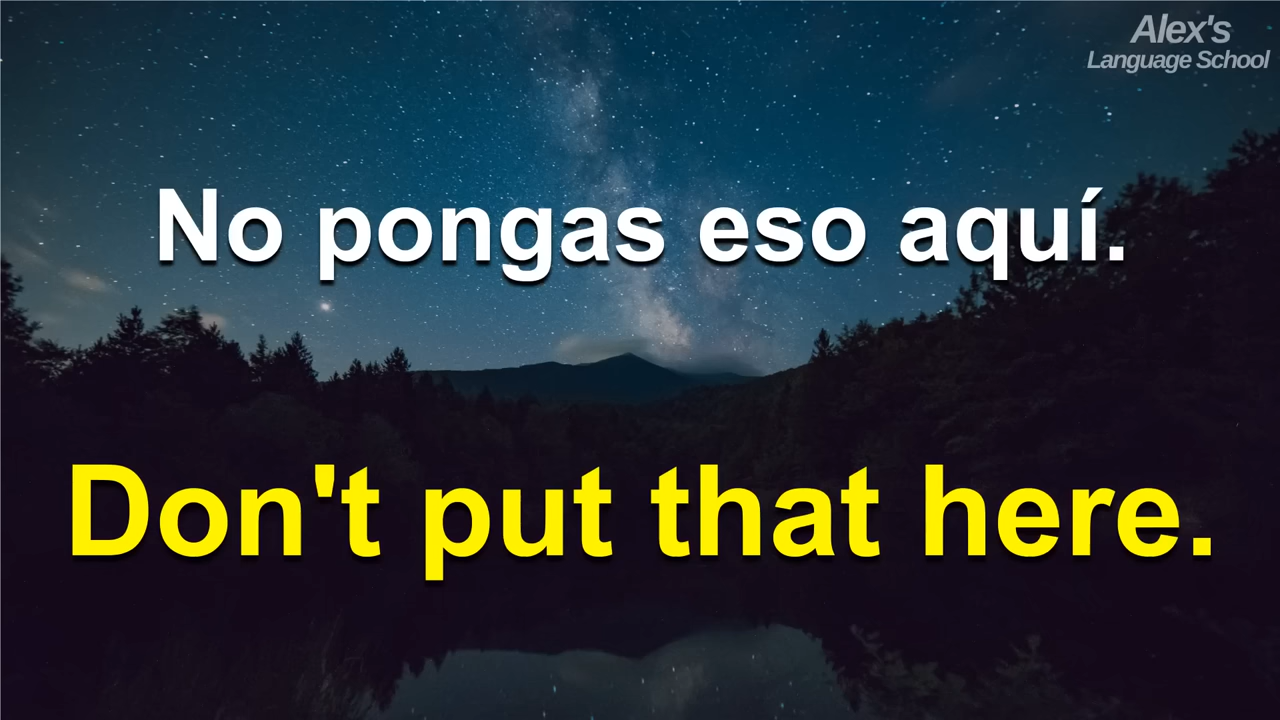 Alex's
Language School
No pongas eso aquí.
Don't put that here.